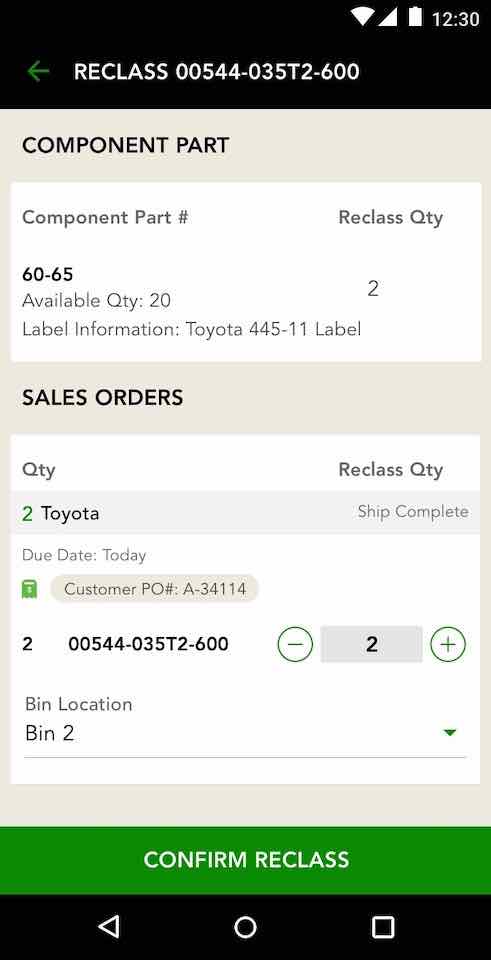 12:30
RECLASS 00544-035T2-600
COMPONENT PART
Component Part # Reclass Qty
60-65
Available Qty: 20 2
Label Information: Toyota 445-11 Label
SALES ORDERS
Qty Reclass Qty
2 Toyota Ship Complete
Due Date: Today
$ Customer PO#: A-34114
2 00544-035T2-600 2
Bin Location
Bin 2
CONFIRM RECLASS